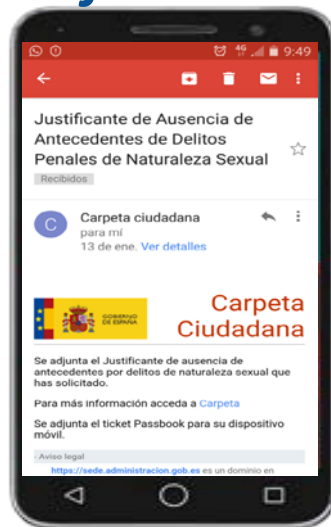 4G 9:49
Justificante de Ausencia de
Antecedentes de Delitos
Penales de Naturaleza Sexual
Recibidos
C
Carpeta ciudadana
para mí
13 de ene. Ver detalles
GOBIERNO
DE ESPAÑA
Carpeta
Ciudadana
Se adjunta el Justificante de ausencia de
antecedentes por delitos de naturaleza sexual que
has solicitado.
Para más información acceda a Carpeta
Se adjunta el ticket Passbook para su dispositivo
móvil.
- Aviso legal
https://sede.administracion.gob.es es un dominio en